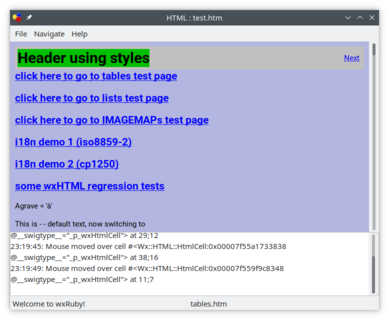 HTML : test.htm
File Navigate Help
Header using styles
Next
click here to go to tables test page
click here to go to lists test page
click here to go to IMAGEMAPs test page
i18n demo 1 (iso8859-2)
i18n demo 2 (cp1250)
some wxHTML regression tests
Agrave = 'à'
This is - - default text, now switching to
@__swigtype__="_p_wxHtmlCell"> at 29;12
23:19:45: Mouse moved over cell #<Wx::HTML::HtmlCell:0x00007f55a1733838
@__swigtype__="_p_wxHtmlCell"> at 38;16
23:19:49: Mouse moved over cell #<Wx::HTML::HtmlCell:0x00007f559f9c8348
@__swigtype__="_p_wxHtmlCell"> at 11;7
Welcome to wxRuby!
tables.htm